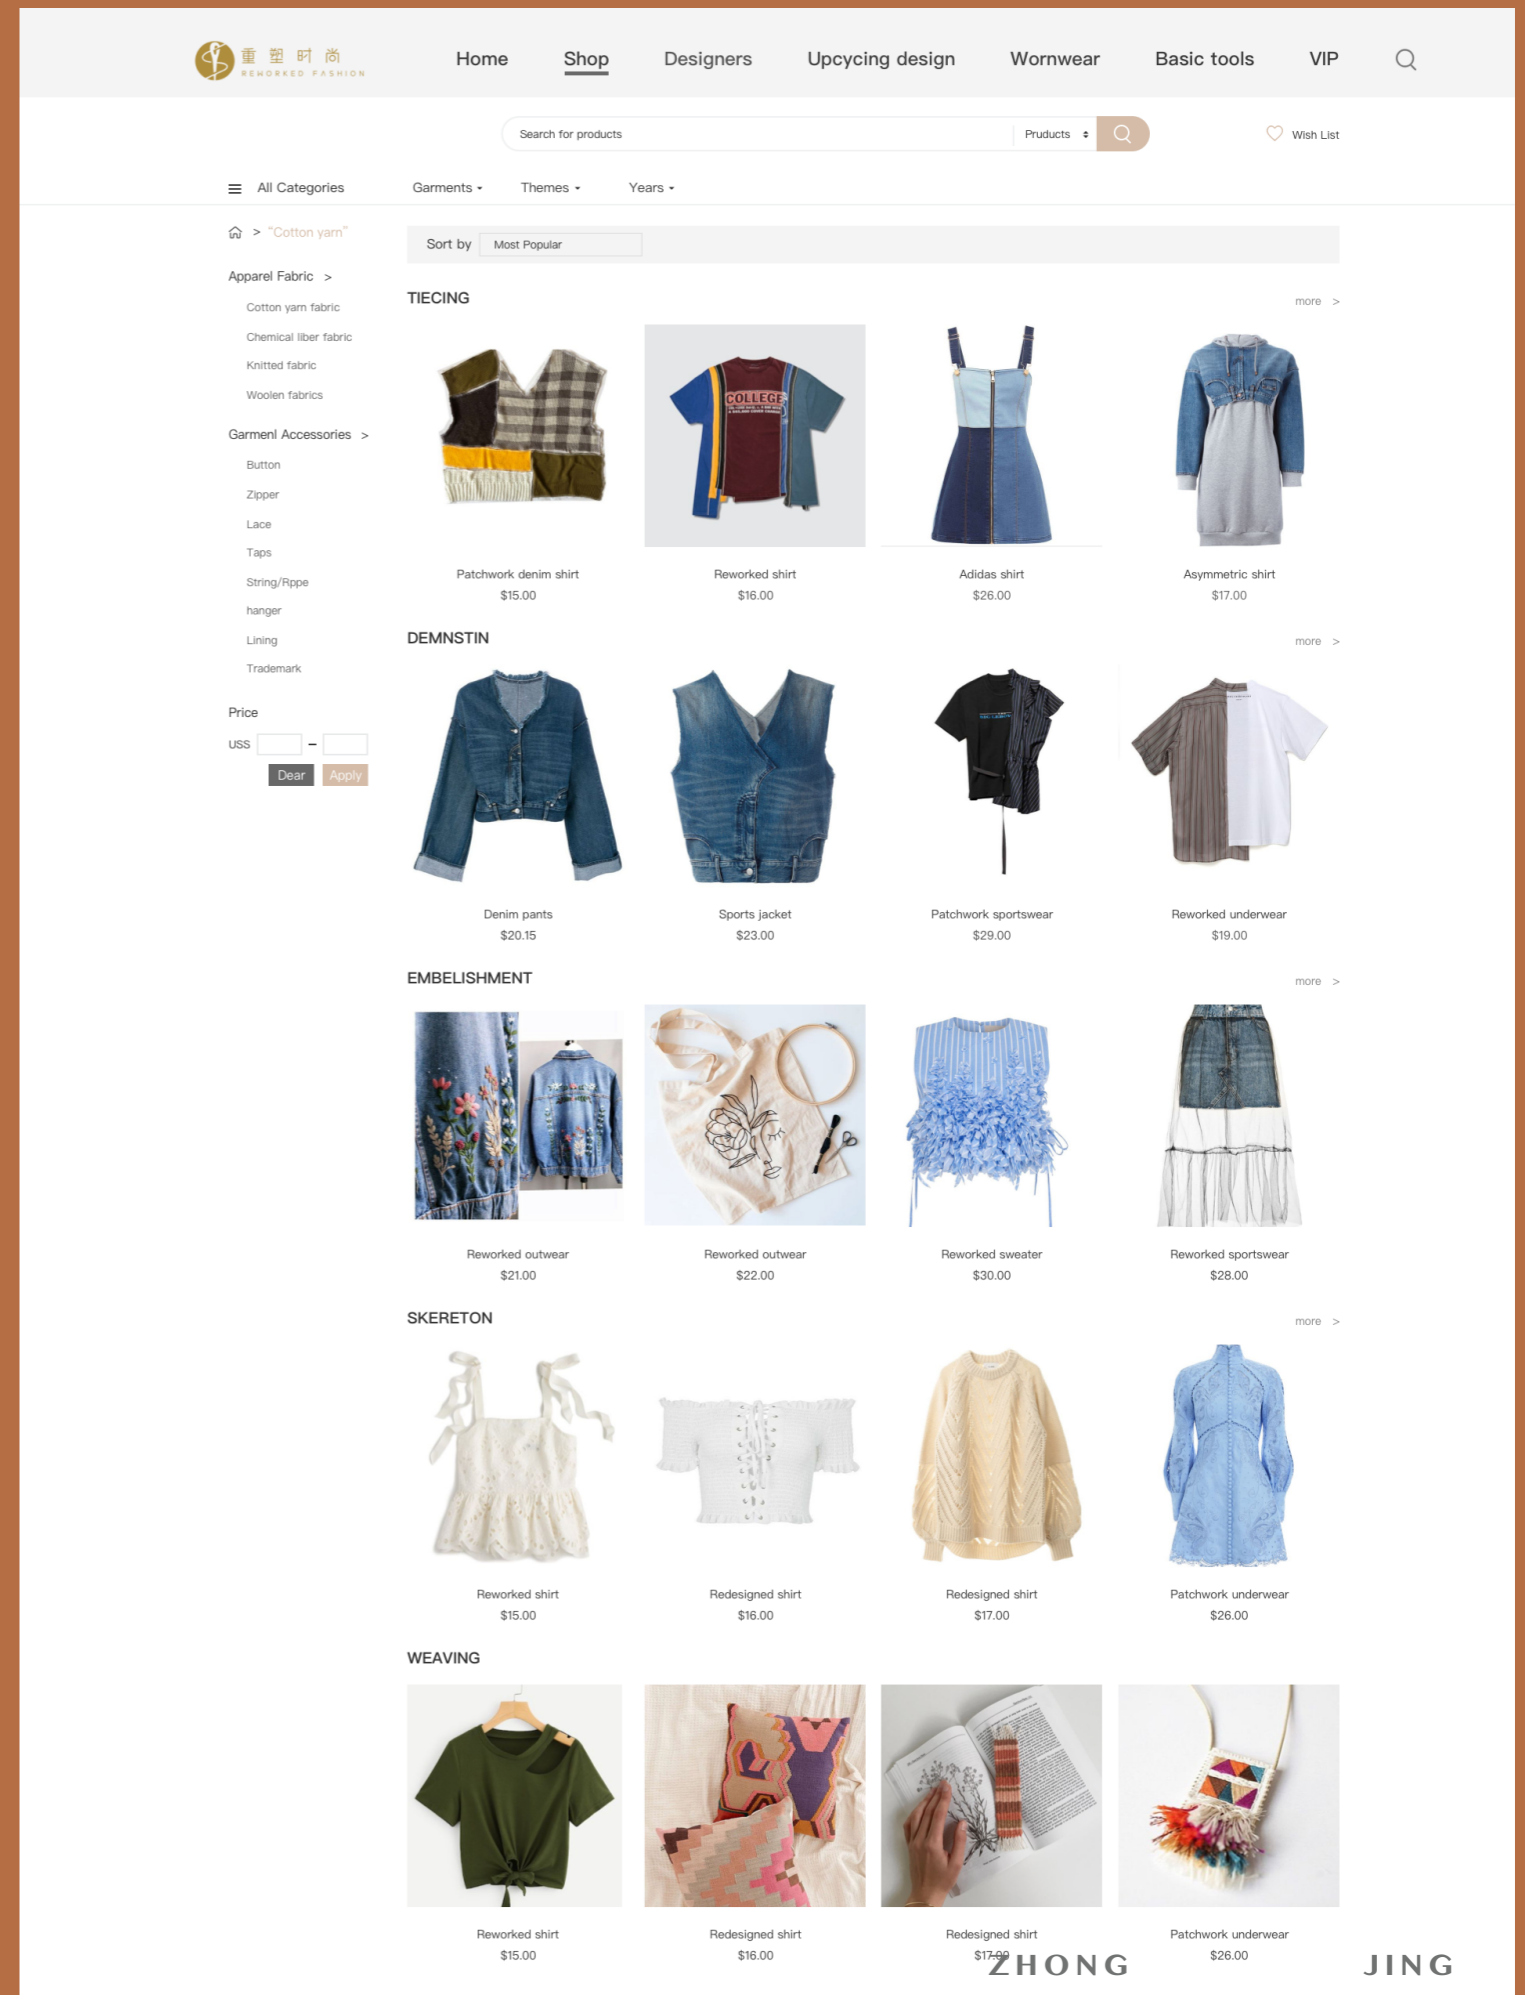 重塑时尚
REWORKED FASHION
Home Shop Designers Upcycing design Wornwear Basic tools VIP
Search for products Pruducts Wish List
All Categories Garments Themes Years
> “Cotton yarn”
Sort by Most Popular
Apparel Fabric >
Cotton yarn fabric
Chemical liber fabric
Knitted fabric
Woolen fabrics
Garmenl Accessories >
Button
Zipper
Lace
Taps
String/Rppe
hanger
Lining
Trademark
Price
USS –
Dear Apply
TIECING more >
COLLEGE
Patchwork denim shirt Reworked shirt Adidas shirt Asymmetric shirt
$15.00 $16.00 $26.00 $17.00
DEMNSTIN more >
Denim pants Sports jacket Patchwork sportswear Reworked underwear
$20.15 $23.00 $29.00 $19.00
EMBELISHMENT more >
Reworked outwear Reworked outwear Reworked sweater Reworked sportswear
$21.00 $22.00 $30.00 $28.00
SKERETON more >
Reworked shirt Redesigned shirt Redesigned shirt Patchwork underwear
$15.00 $16.00 $17.00 $26.00
WEAVING
Reworked shirt Redesigned shirt Redesigned shirt Patchwork underwear
$15.00 $16.00 $17.00 $26.00
ZHONG JING